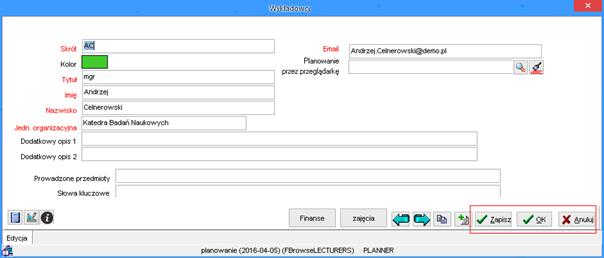 Wykładowcy
Skrót AC
Kolor
Tytuł mgr
Imię Andrzej
Nazwisko Celnerowski
Jedn. organizacyjna Katedra Badań Naukowych
Dodatkowy opis 1
Dodatkowy opis 2
Email Andrzej.Celnerowski@demo.pl
Planowanie
przez przeglądarkę
Prowadzone przedmioty
Słowa kluczowe
Finanse zajęcia Zapisz OK Anuluj
Edycja
planowanie (2016-04-05) (FBrowseLECTURERS) PLANNER